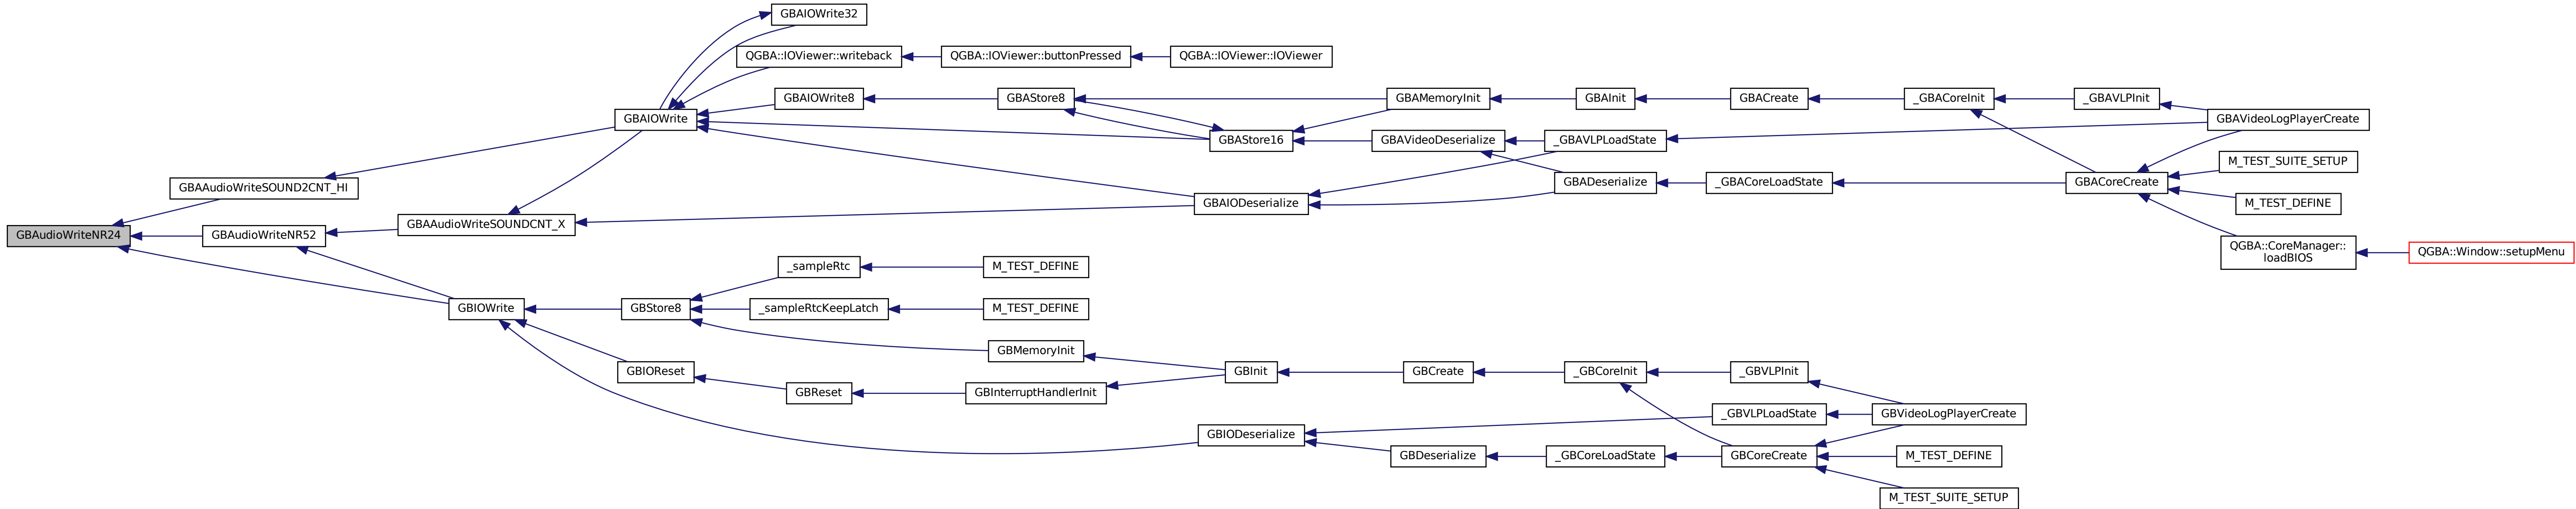 GBAIOWrite32
QGBA::IOViewer::writeback
QGBA::IOViewer::buttonPressed
QGBA::IOViewer::IOViewer
GBAIOWrite8
GBAStore8
GBAMemoryInit
GBAInit
GBACreate
_GBACoreInit
_GBAVLPInit
GBAIOWrite
GBAVideoLogPlayerCreate
GBAStore16
GBAVideoDeserialize
_GBAVLPLoadState
M_TEST_SUITE_SETUP
GBAAudioWriteSOUND2CNT_HI
GBADeserialize
_GBACoreLoadState
GBACoreCreate
GBAIODeserialize
M_TEST_DEFINE
GBAAudioWriteSOUNDCNT_X
GBAudioWriteNR24
GBAudioWriteNR52
QGBA::CoreManager::
loadBIOS
QGBA::Window::setupMenu
_sampleRtc
M_TEST_DEFINE
GBIOWrite
GBStore8
_sampleRtcKeepLatch
M_TEST_DEFINE
GBMemoryInit
GBIOReset
GBInit
GBCreate
_GBCoreInit
_GBVLPInit
GBReset
GBInterruptHandlerInit
_GBVLPLoadState
GBVideoLogPlayerCreate
GBIODeserialize
GBDeserialize
_GBCoreLoadState
GBCoreCreate
M_TEST_DEFINE
M_TEST_SUITE_SETUP